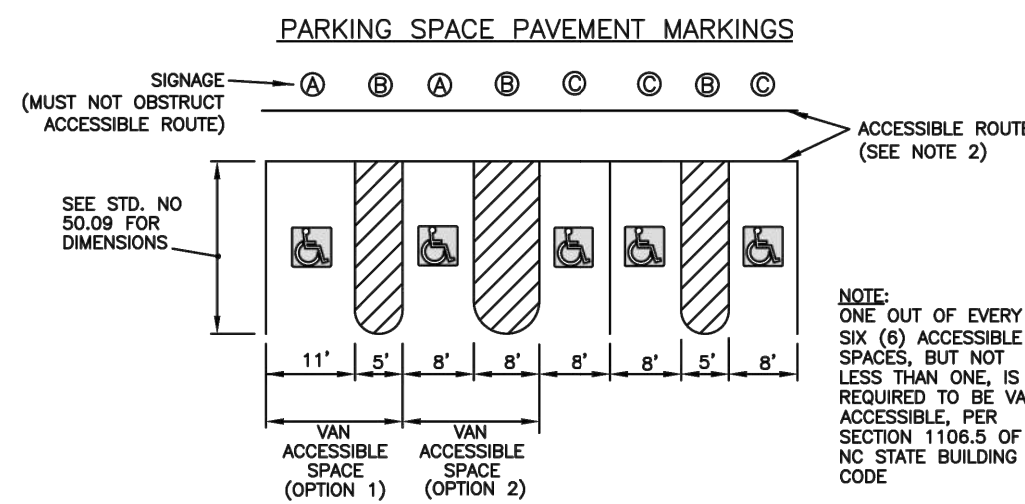 PARKING SPACE PAVEMENT MARKINGS
SIGNAGE
(MUST NOT OBSTRUCT
ACCESSIBLE ROUTE)
A B A B C C B C
ACCESSIBLE ROUTE
(SEE NOTE 2)
SEE STD. NO
50.09 FOR
DIMENSIONS
11' 5' 8' 8' 8' 8' 5' 8'
VAN
ACCESSIBLE
SPACE
(OPTION 1)
VAN
ACCESSIBLE
SPACE
(OPTION 2)
NOTE:
ONE OUT OF EVERY
SIX (6) ACCESSIBLE
SPACES, BUT NOT
LESS THAN ONE, IS
REQUIRED TO BE VA
ACCESSIBLE, PER
SECTION 1106.5 OF
NC STATE BUILDING
CODE